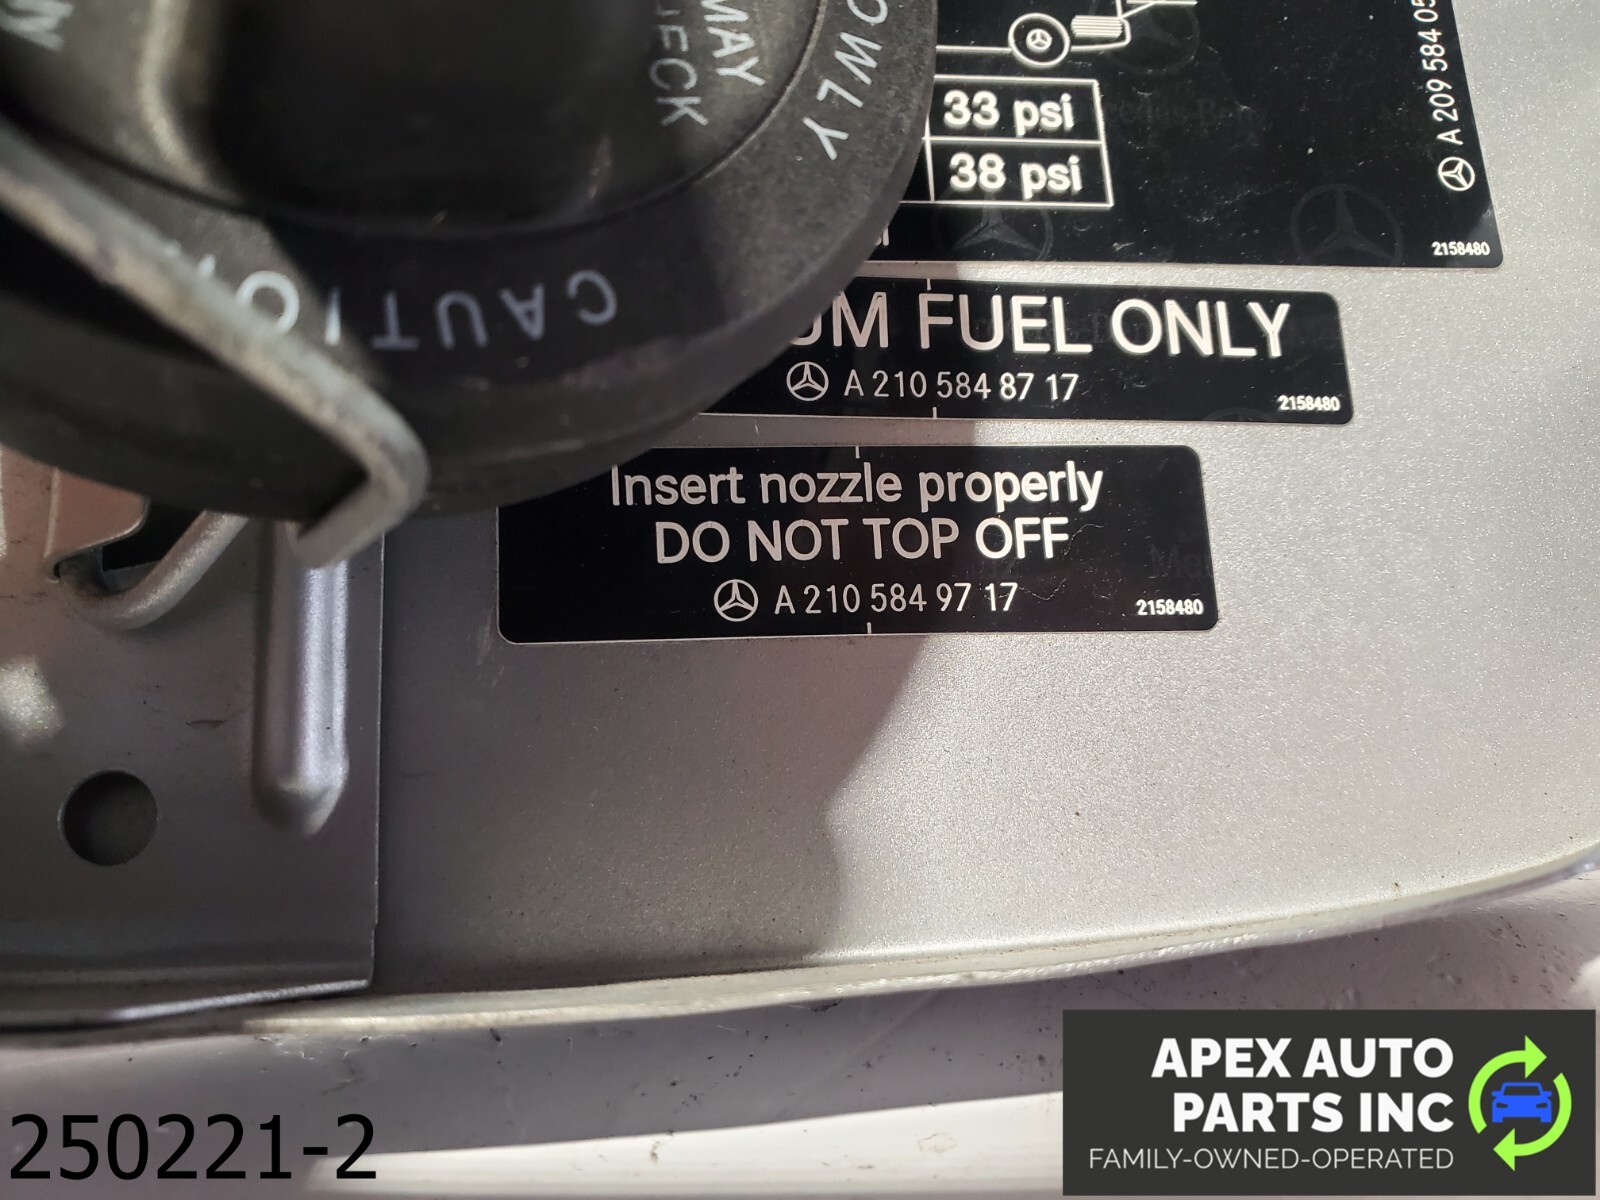 MAY
CHECK
OWLY
CAUTION
33 psi
38 psi
A 209 584 05
2158480
UM FUEL ONLY
A 210 584 87 17
2158480
Insert nozzle properly
DO NOT TOP OFF
A 210 584 97 17
2158480
250221-2
APEX AUTO
PARTS INC
FAMILY-OWNED-OPERATED